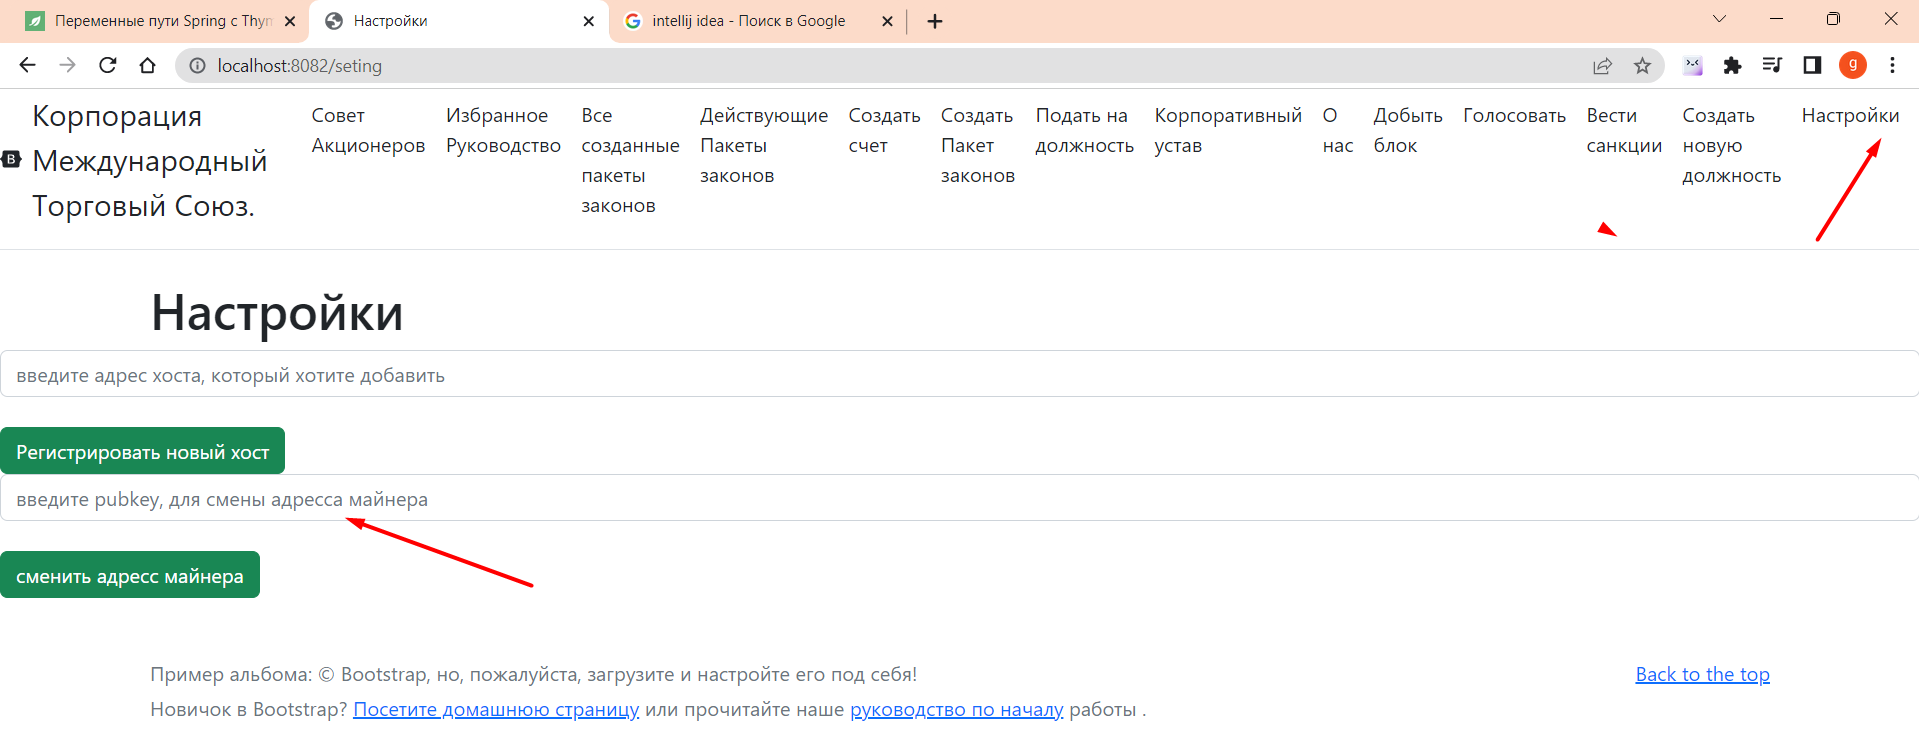 Переменные пути Spring с Thyn
Настройки
intellij idea - Поиск в Google
localhost:8082/seting
g
B
Корпорация
Международный
Торговый Союз.
Совет
Акционеров
Избранное
Руководство
Все
созданные
пакеты
законов
Действующие
Пакеты
законов
Создать
счет
Создать
Пакет
законов
Подать на
должность
Корпоративный
устав
О
нас
Добыть
блок
Голосовать
Вести
санкции
Создать
новую
должность
Настройки
Настройки
введите адрес хоста, который хотите добавить
Регистрировать новый хост
введите pubkey, для смены адресса майнера
сменить адресс майнера
Пример альбома: © Bootstrap, но, пожалуйста, загрузите и настройте его под себя!
Back to the top
Новичок в Bootstrap? Посетите домашнюю страницу или прочитайте наше руководство по началу работы .